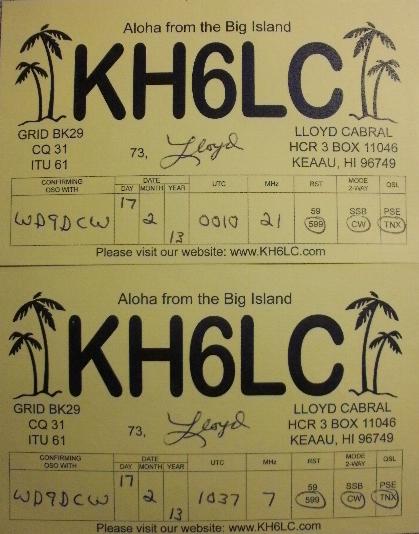 Aloha from the Big Island
KH6LC
GRID BK29
CQ 31
ITU 61
73, Lloyd
LLOYD CABRAL
HCR 3 BOX 11046
KEAAU, HI 96749
CONFIRMING QSO WITH DATE DAY MONTH YEAR UTC MHz RST MODE 2-WAY QSL
WD9DCW 17 2 13 0010 21 59 599 SSB CW PSE TNX
Please visit our website: www.KH6LC.com
Aloha from the Big Island
KH6LC
GRID BK29
CQ 31
ITU 61
73, Lloyd
LLOYD CABRAL
HCR 3 BOX 11046
KEAAU, HI 96749
CONFIRMING QSO WITH DATE DAY MONTH YEAR UTC MHz RST MODE 2-WAY QSL
WD9DCW 17 2 13 1037 7 59 599 SSB CW PSE TNX
Please visit our website: www.KH6LC.com